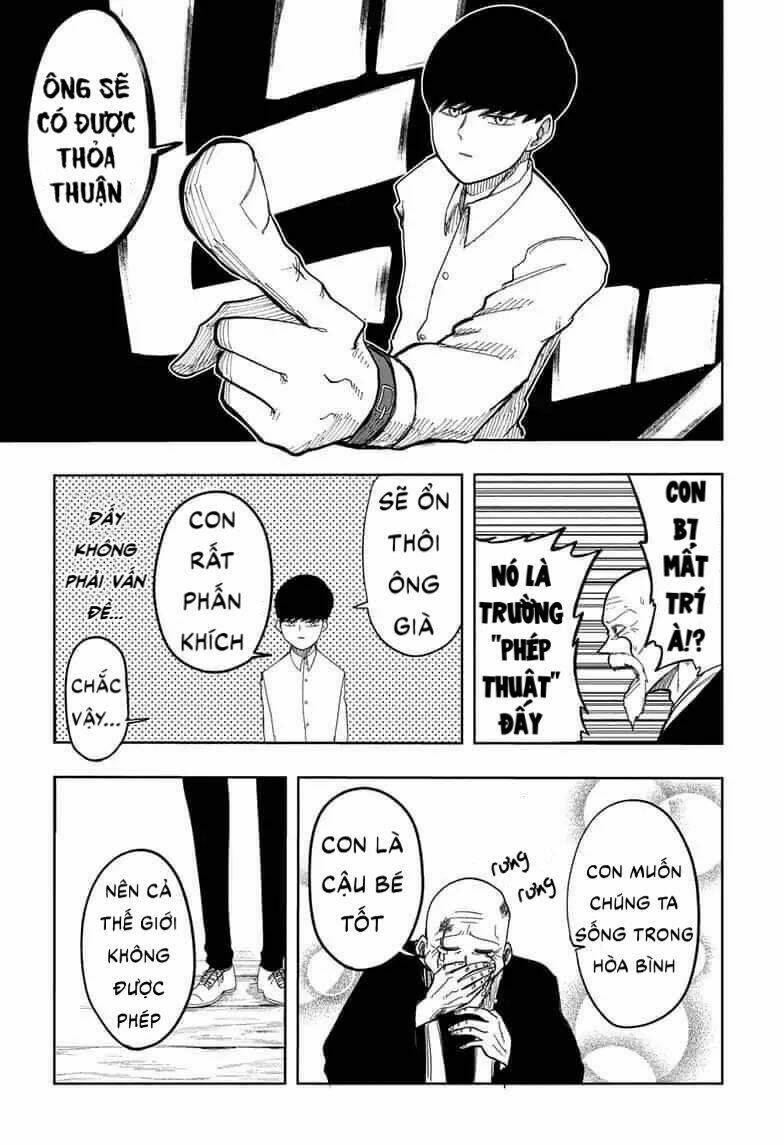 ÔNG SẼ
CÓ ĐƯỢC
THỎA
THUẬN
CON
BỊ
MẤT
TRÍ
À!?
NÓ LÀ
TRƯỜNG
"PHÉP
THUẬT"
ĐẤY
SẼ ỔN
THÔI
ÔNG
GIÀ
CON
RẤT
PHẤN
KHÍCH
ĐẤY
KHÔNG
PHẢI VẤN
ĐỀ...
CHẮC
VẬY...
CON MUỐN
CHÚNG TA
SỐNG TRONG
HÒA BÌNH
rưng
rưng
CON LÀ
CẬU BÉ
TỐT
NÊN CẢ
THẾ GIỚI
KHÔNG
ĐƯỢC
PHÉP